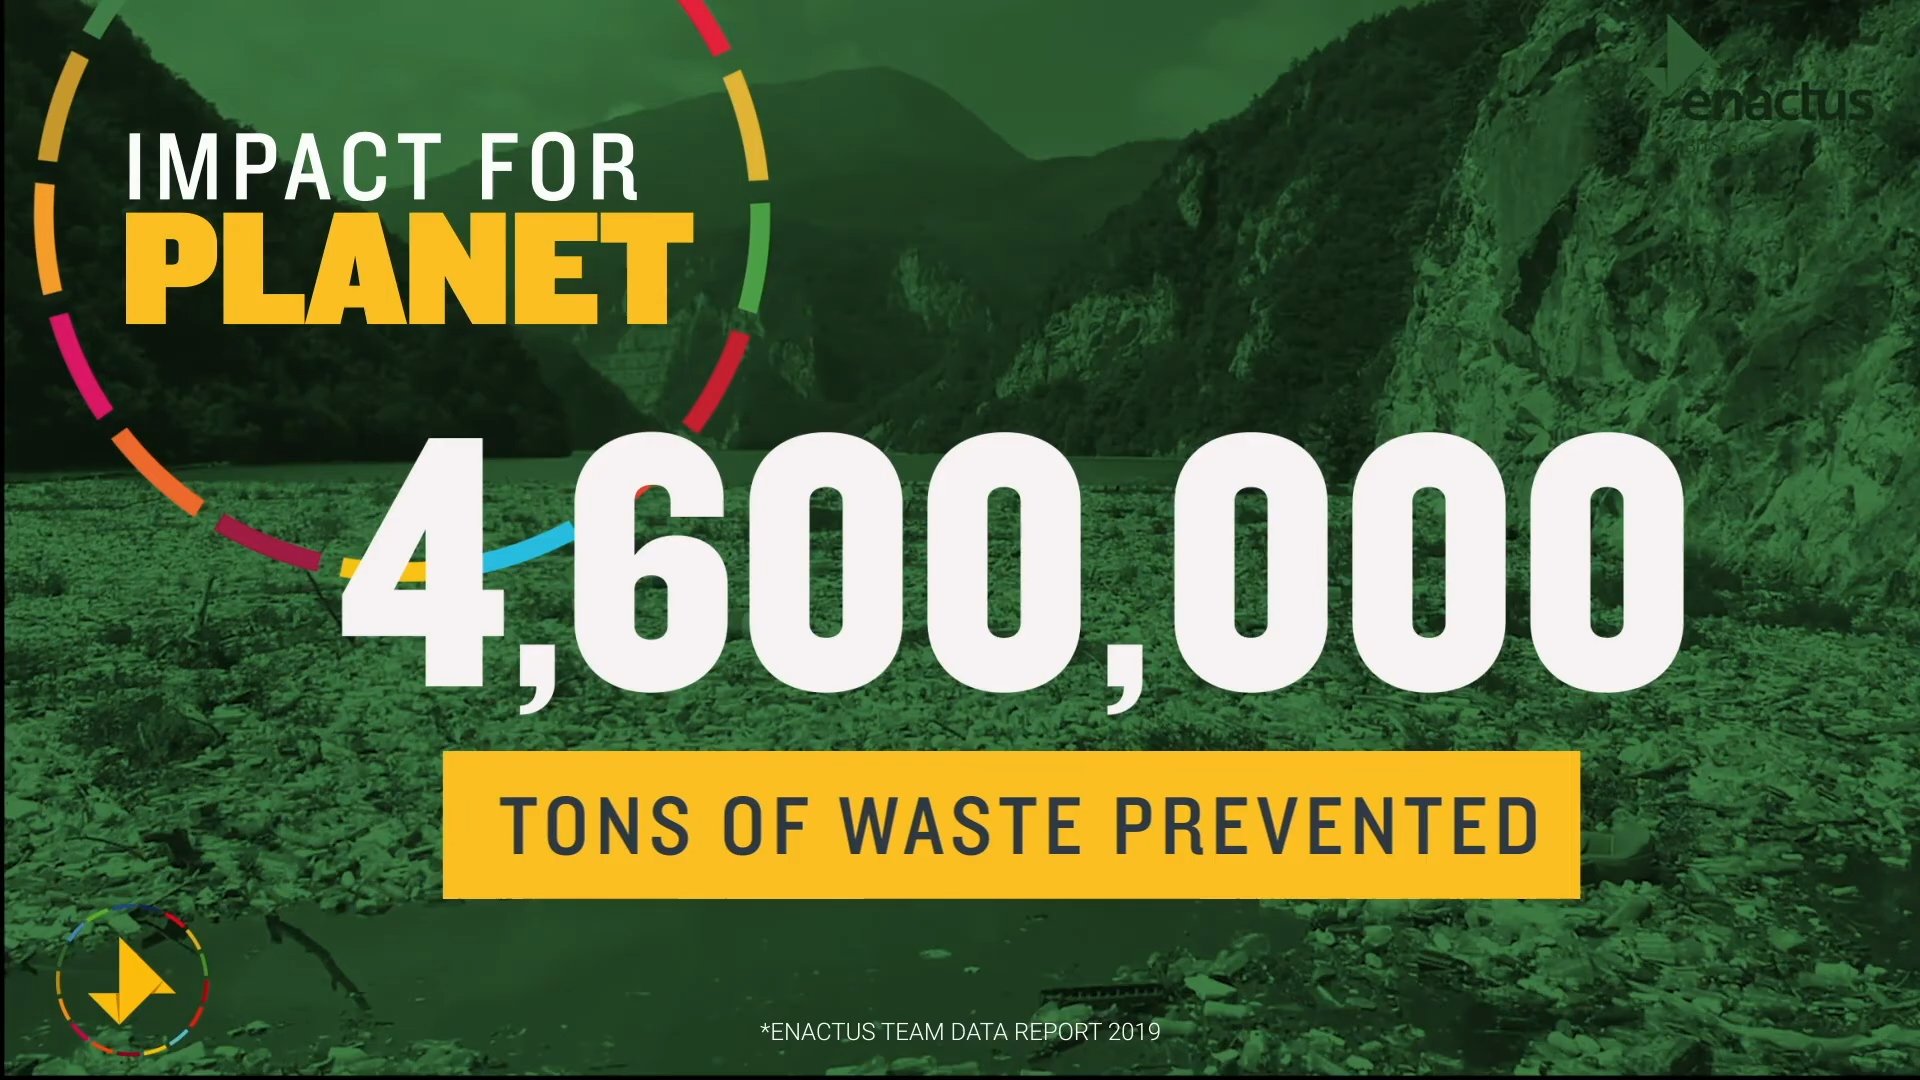 IMPACT FOR
PLANET
enactus
4,600,000
TONS OF WASTE PREVENTED
*ENACTUS TEAM DATA REPORT 2019